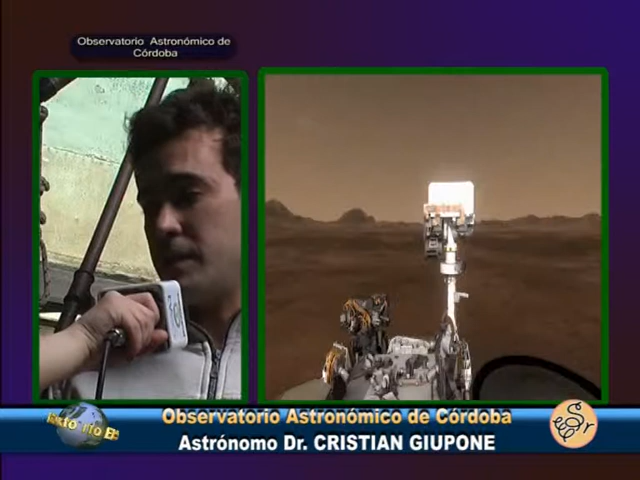 Observatorio Astronómico de
Córdoba
Observatorio Astronómico de Córdoba
Astrónomo Dr. CRISTIAN GIUPONE